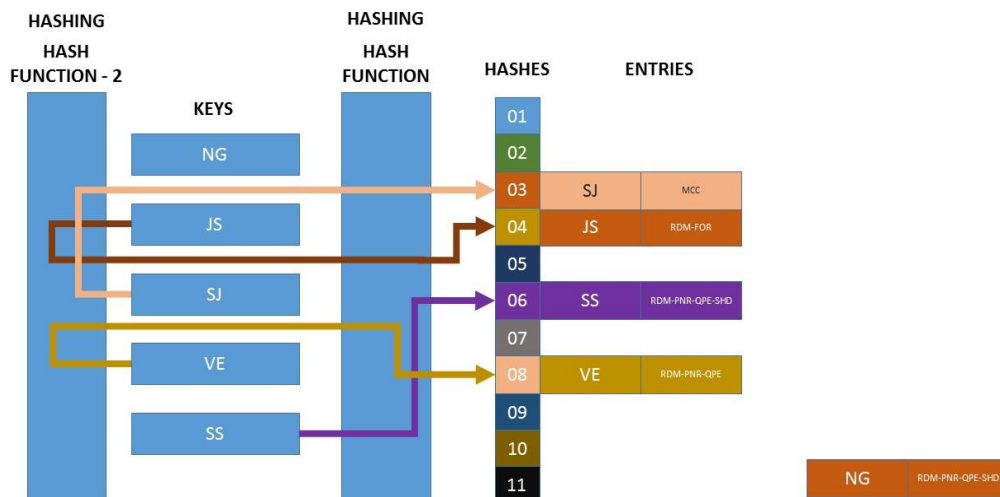 HASHING
HASH
FUNCTION - 2
KEYS
HASHING
HASH
FUNCTION
HASHES ENTRIES
NG
JS
SJ
VE
SS
01
02
03 SJ MCC
04 JS RDM-FOR
05
06 SS RDM-PNR-QPE-SHD
07
08 VE RDM-PNR-QPE
09
10
11
NG RDM-PNR-QPE-SHD